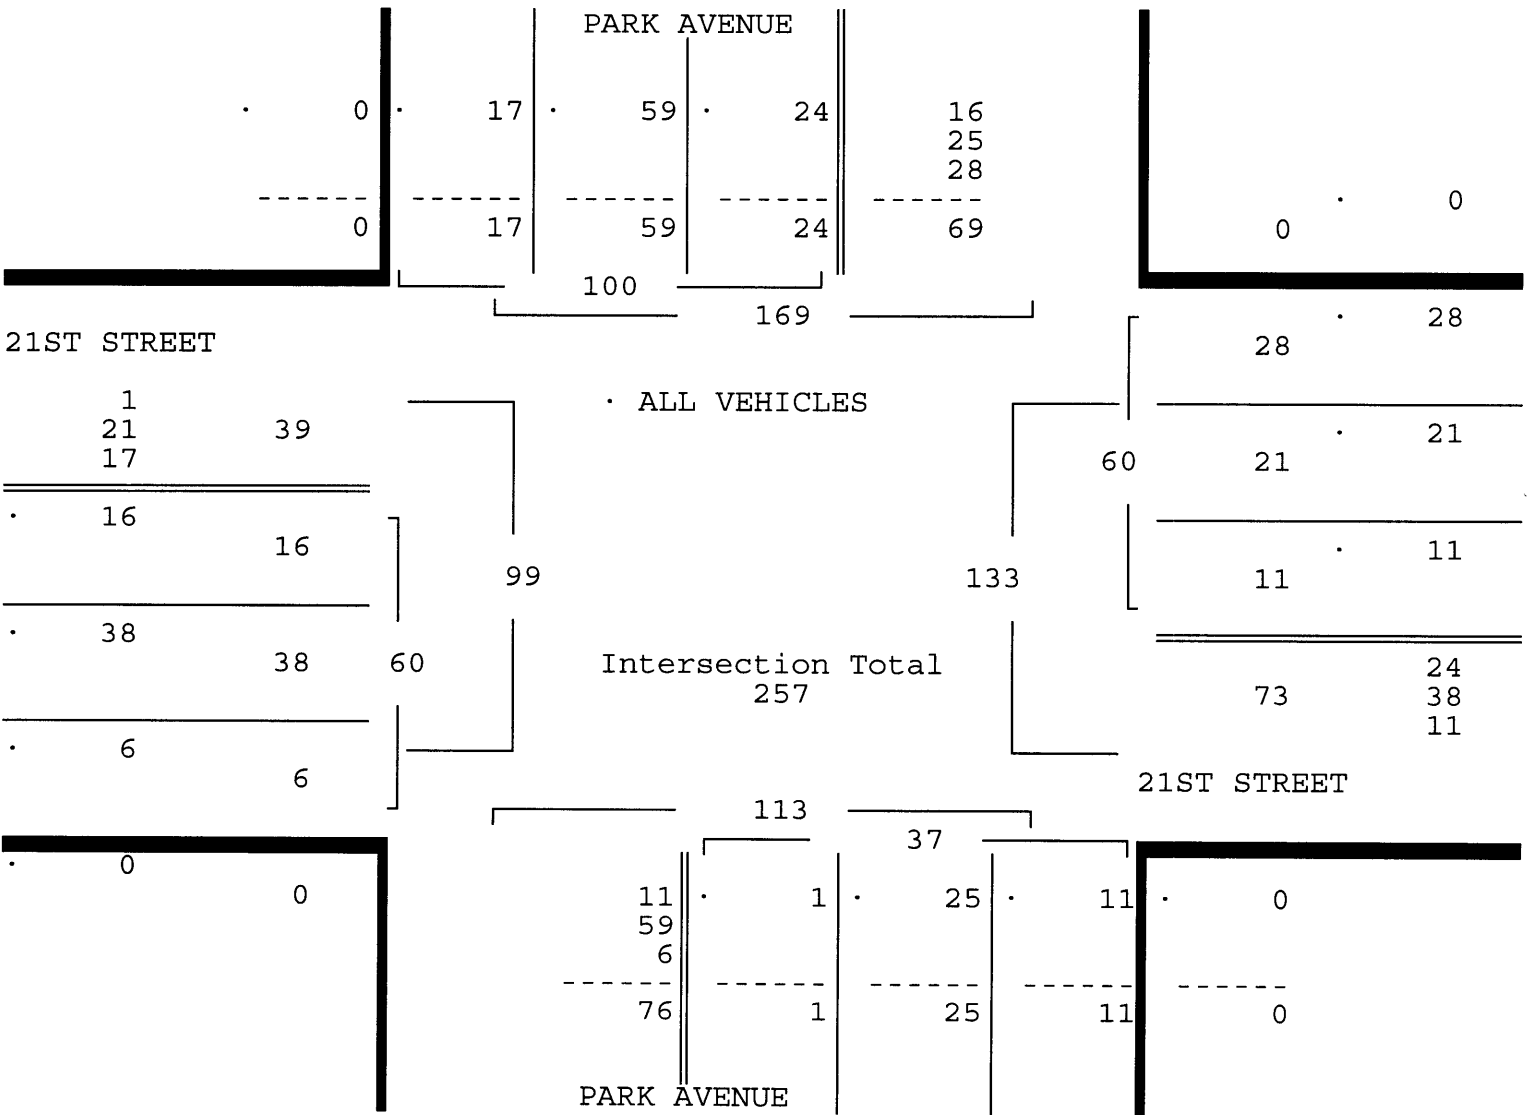 PARK AVENUE
· 0 · 17 · 59 · 24 16
25
28
------ ------ ------ ------ ------
0 17 59 24 69
· 0
0
100
169
· 28
28
21ST STREET
1
21 39
17
· ALL VEHICLES
· 21
60 21
· 16
16
99
133
· 11
11
· 38
38 60
Intersection Total
257
24
73 38
11
· 6
6
21ST STREET
113
37
· 0
0
11 · 1 · 25 · 11 · 0
59
6
------ ------ ------ ------ ------
76 1 25 11 0
PARK AVENUE